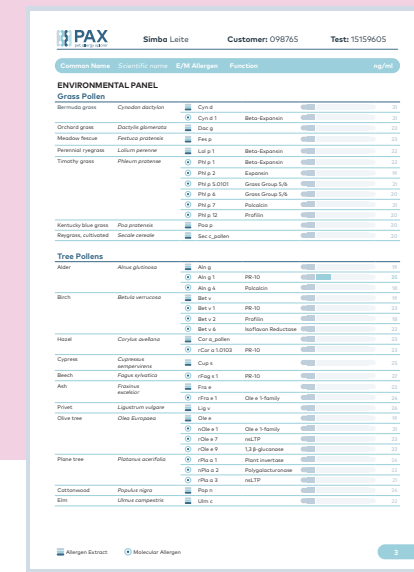 PAX
Simba Leite Customer: 098765 Test: 15159605
Common Name Scientific name E/M Allergen Function ng/ml
ENVIRONMENTAL PANEL
Grass Pollen
Bermuda grass Cynodon dactylon Cyn d
Cyn d 1 Beta-Expansin
Orchard grass Dactylis glomerata Dac g
Meadow fescue Festuca pratensis Fes p
Perennial ryegrass Lolium perenne Lol p 1 Beta-Expansin
Timothy grass Phleum pratense Phl p 1 Beta-Expansin
Phl p 2 Expansin
Phl p 5.0101 Grass Group 5/6
Phl p 6 Grass Group 5/6
Phl p 7 Polcalcin
Phl p 12 Profilin
Kentucky blue grass Poa pratensis Poa p
Reygrass, cultivated Secale cereale Sec c_pollen
Tree Pollens
Alder Alnus glutinosa Aln g
Aln g 1 PR-10
Aln g 4 Polcalcin
Birch Betula verrucosa Bet v
Bet v 1 PR-10
Bet v 2 Profilin
Bet v 6 Isoflavon Reductase
Hazel Corylus avellana Cor a_pollen
rCor a 1.0103 PR-10
Cypress Cupressus sempervirens Cup s
Beech Fagus sylvatica rFag s 1 PR-10
Ash Fraxinus excelsior Fra e
rFra e 1 Ole e 1-family
Privet Ligustrum vulgare Lig v
Olive tree Olea Europaea Ole e
nOle e 1 Ole e 1-family
rOle e 7 nsLTP
rOle e 9 1,3 β-glucanase
Plane tree Platanus acerifolia rPla a 1 Plant invertase
nPla a 2 Polygalacturonase
rPla a 3 nsLTP
Cottonwood Populus nigra Pop n
Elm Ulmus campestris Ulm c
Allergen Extract Molecular Allergen 3